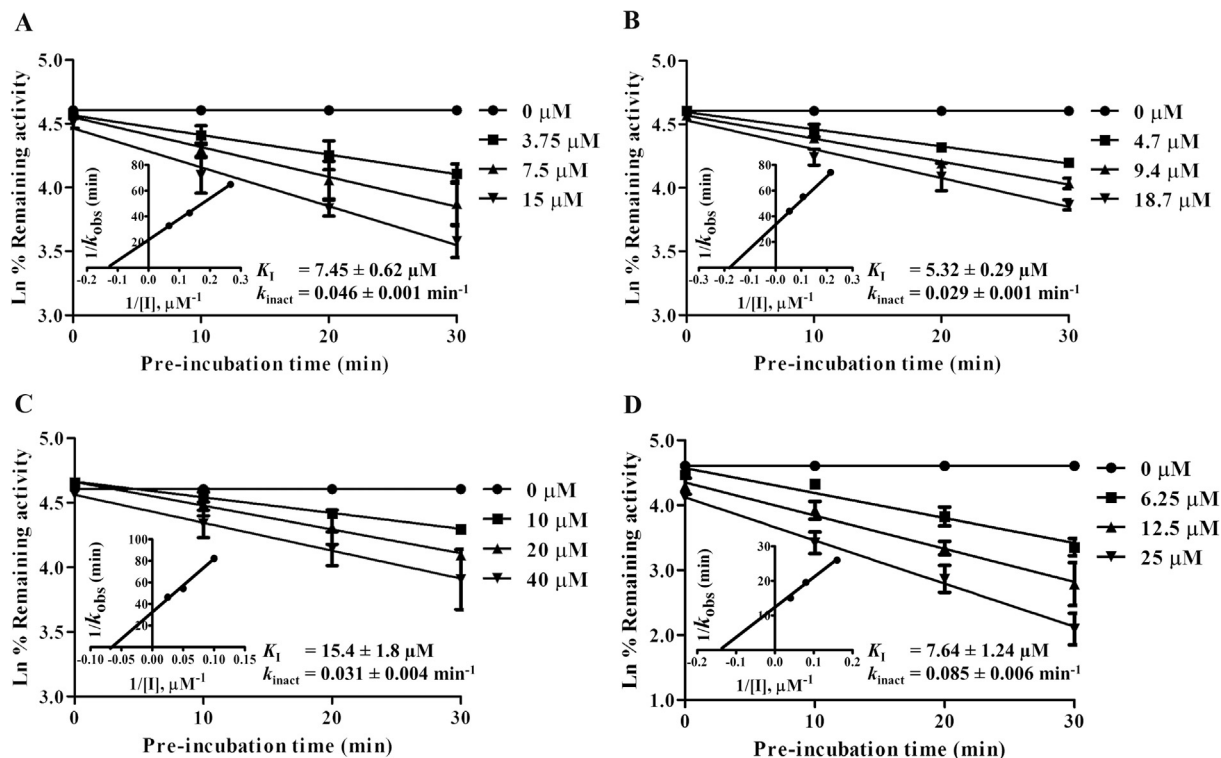 A
Ln % Remaining activity
5.0
4.5
4.0
3.5
3.0
0 10 20 30
Pre-incubation time (min)
0 µM
3.75 µM
7.5 µM
15 µM
1/kobs (min)
80
60
40
20
-0.2 -0.1 0.0 0.1 0.2 0.3
1/[I], µM-1
KI = 7.45 ± 0.62 µM
kinact = 0.046 ± 0.001 min-1
B
Ln % Remaining activity
5.0
4.5
4.0
3.5
3.0
0 10 20 30
Pre-incubation time (min)
0 µM
4.7 µM
9.4 µM
18.7 µM
1/kobs (min)
80
60
40
20
-0.3 -0.2 -0.1 0.0 0.1 0.2 0.3
1/[I], µM-1
KI = 5.32 ± 0.29 µM
kinact = 0.029 ± 0.001 min-1
C
Ln % Remaining activity
5.0
4.5
4.0
3.5
3.0
0 10 20 30
Pre-incubation time (min)
0 µM
10 µM
20 µM
40 µM
1/kobs (min)
100
80
60
40
20
-0.10 -0.05 0.00 0.05 0.10 0.15
1/[I], µM-1
KI = 15.4 ± 1.8 µM
kinact = 0.031 ± 0.004 min-1
D
Ln % Remaining activity
5.0
4.0
3.0
2.0
1.0
0 10 20 30
Pre-incubation time (min)
0 µM
6.25 µM
12.5 µM
25 µM
1/kobs (min)
30
20
10
-0.2 -0.1 0.0 0.1 0.2
1/[I], µM-1
KI = 7.64 ± 1.24 µM
kinact = 0.085 ± 0.006 min-1